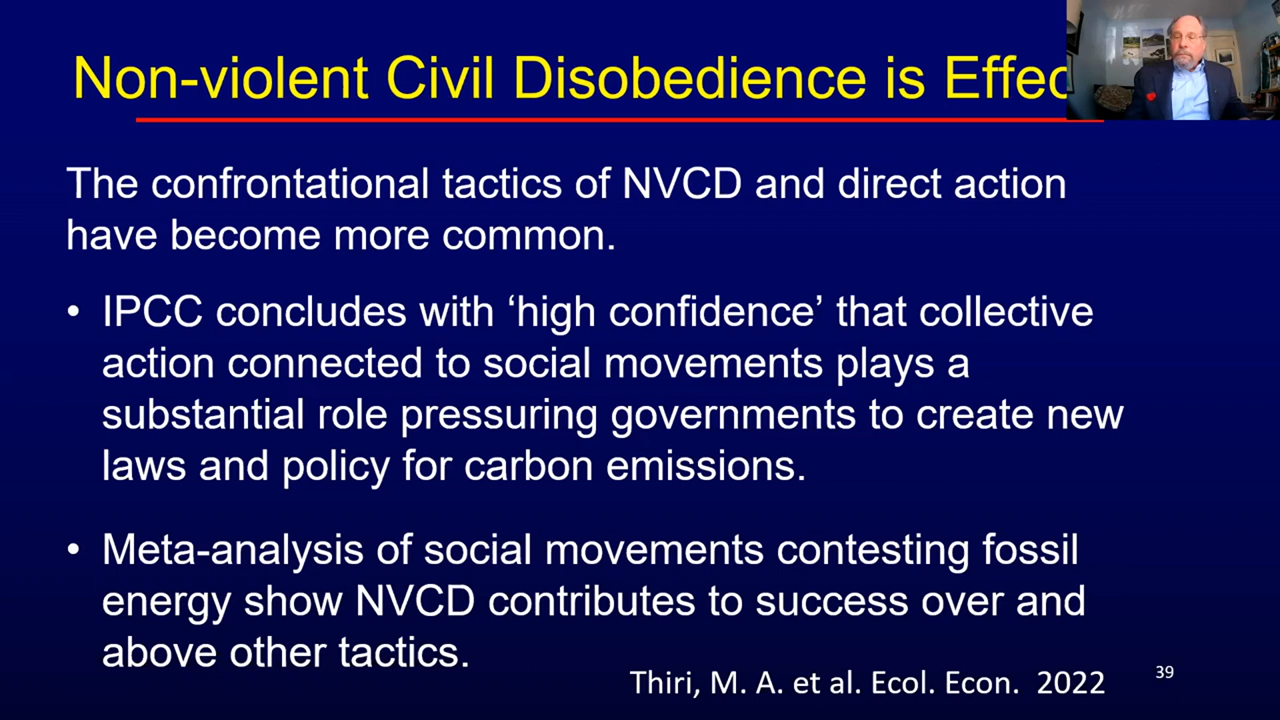 Non-violent Civil Disobedience is
The confrontational tactics of NVCD and direct action
have become more common.
• IPCC concludes with ‘high confidence’ that collective
action connected to social movements plays a
substantial role pressuring governments to create new
laws and policy for carbon emissions.
• Meta-analysis of social movements contesting fossil
energy show NVCD contributes to success over and
above other tactics.
Thiri, M. A. et al. Ecol. Econ. 2022
39